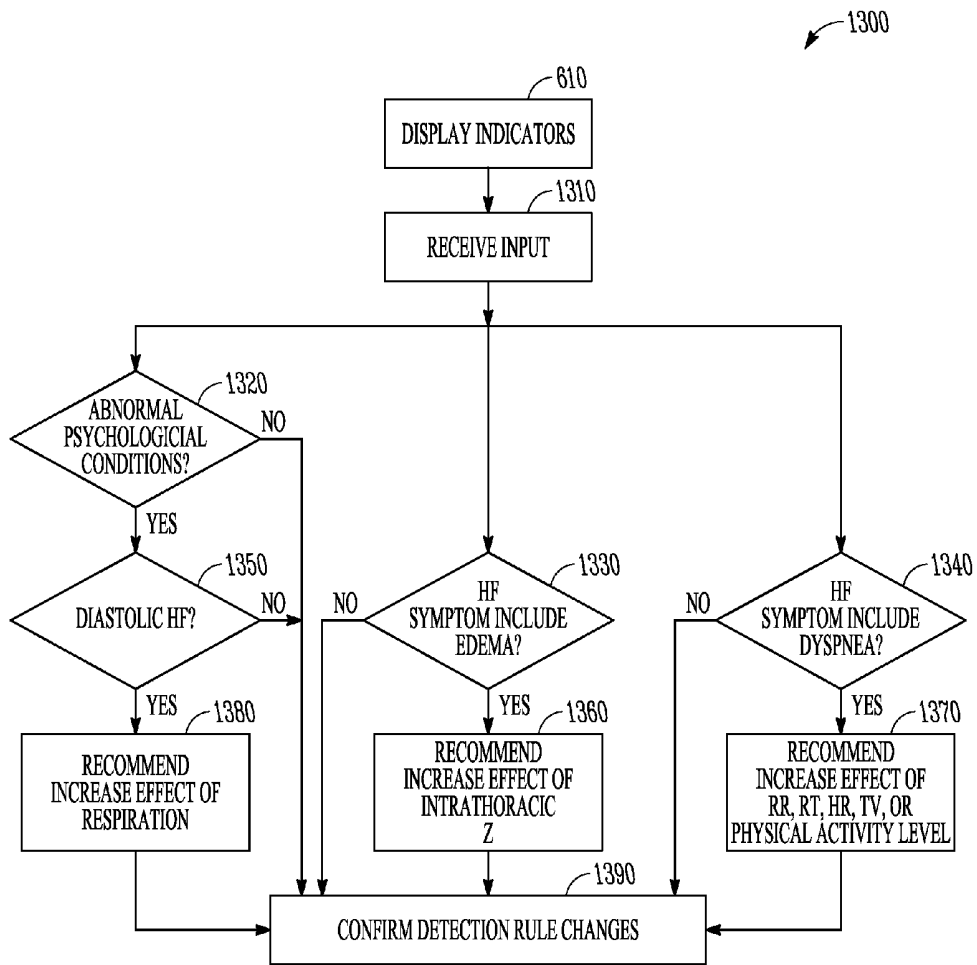 1300
610
DISPLAY INDICATORS
1310
RECEIVE INPUT
1320
ABNORMAL
PSYCHOLOGICIAL
CONDITIONS?
NO
YES
1350
DIASTOLIC HF?
NO
YES
1380
RECOMMEND
INCREASE EFFECT OF
RESPIRATION
1330
HF
SYMPTOM INCLUDE
EDEMA?
NO
YES
1360
RECOMMEND
INCREASE EFFECT OF
INTRATHORACIC
Z
1340
HF
SYMPTOM INCLUDE
DYSPNEA?
NO
YES
1370
RECOMMEND
INCREASE EFFECT OF
RR, RT, HR, TV, OR
PHYSICAL ACTIVITY LEVEL
1390
CONFIRM DETECTION RULE CHANGES